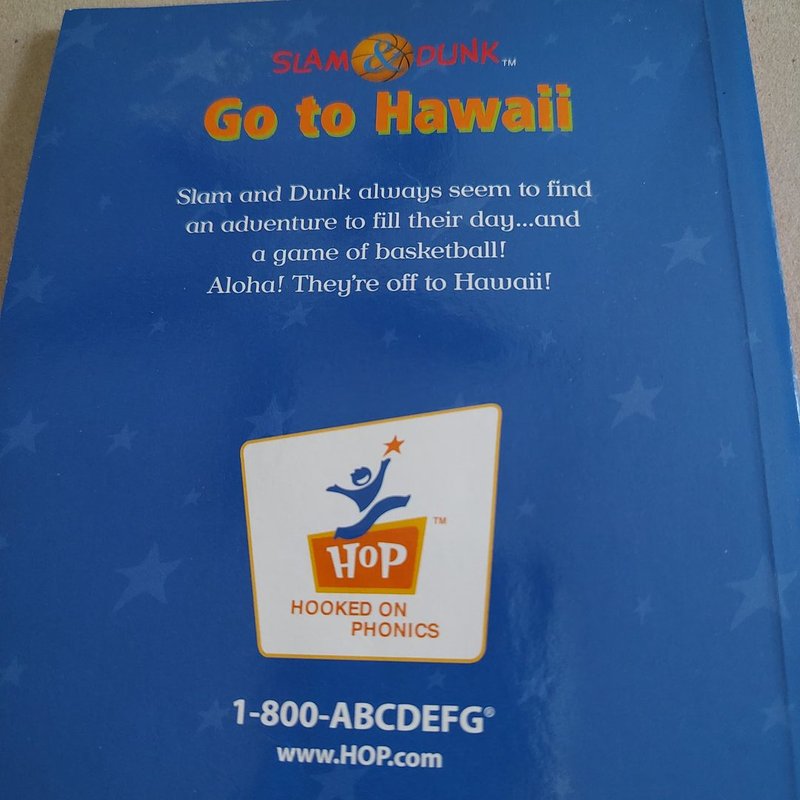 SLAM & DUNK™
Go to Hawaii
Slam and Dunk always seem to find
an adventure to fill their day...and
a game of basketball!
Aloha! They're off to Hawaii!
™
HOP
HOOKED ON
PHONICS
1-800-ABCDEFG®
www.HOP.com